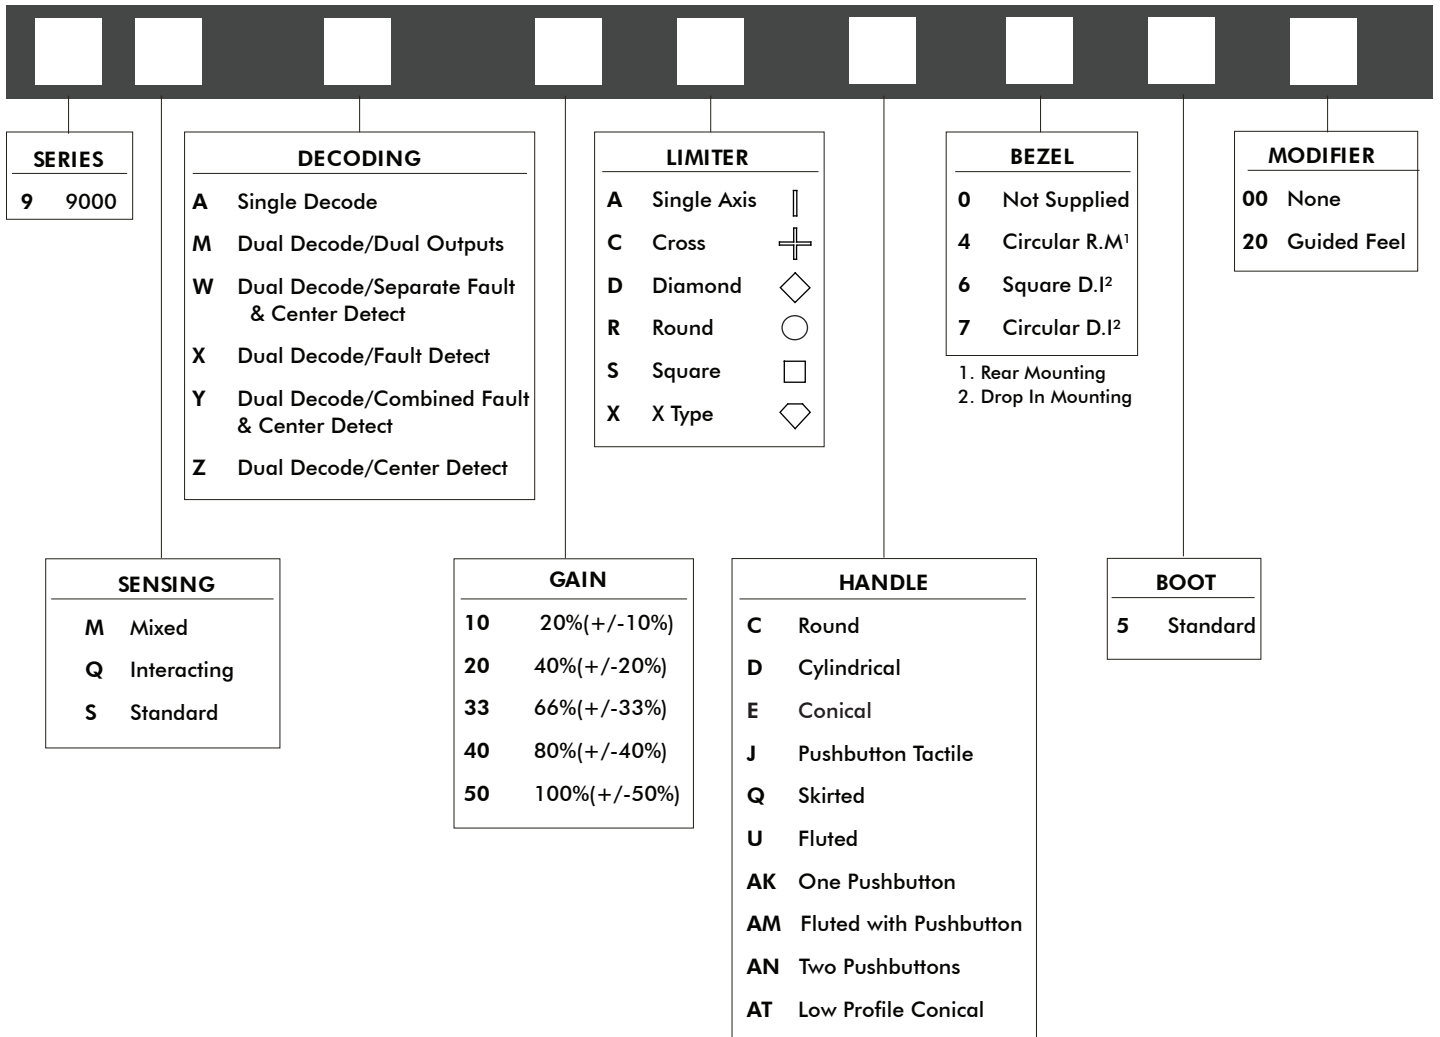 SERIES
9 9000
DECODING
A Single Decode
M Dual Decode/Dual Outputs
W Dual Decode/Separate Fault
& Center Detect
X Dual Decode/Fault Detect
Y Dual Decode/Combined Fault
& Center Detect
Z Dual Decode/Center Detect
LIMITER
A Single Axis
C Cross
D Diamond
R Round
S Square
X X Type
BEZEL
0 Not Supplied
4 Circular R.M¹
6 Square D.I²
7 Circular D.I²
1. Rear Mounting
2. Drop In Mounting
MODIFIER
00 None
20 Guided Feel
SENSING
M Mixed
Q Interacting
S Standard
GAIN
10 20%(+/-10%)
20 40%(+/-20%)
33 66%(+/-33%)
40 80%(+/-40%)
50 100%(+/-50%)
HANDLE
C Round
D Cylindrical
E Conical
J Pushbutton Tactile
Q Skirted
U Fluted
AK One Pushbutton
AM Fluted with Pushbutton
AN Two Pushbuttons
AT Low Profile Conical
BOOT
5 Standard